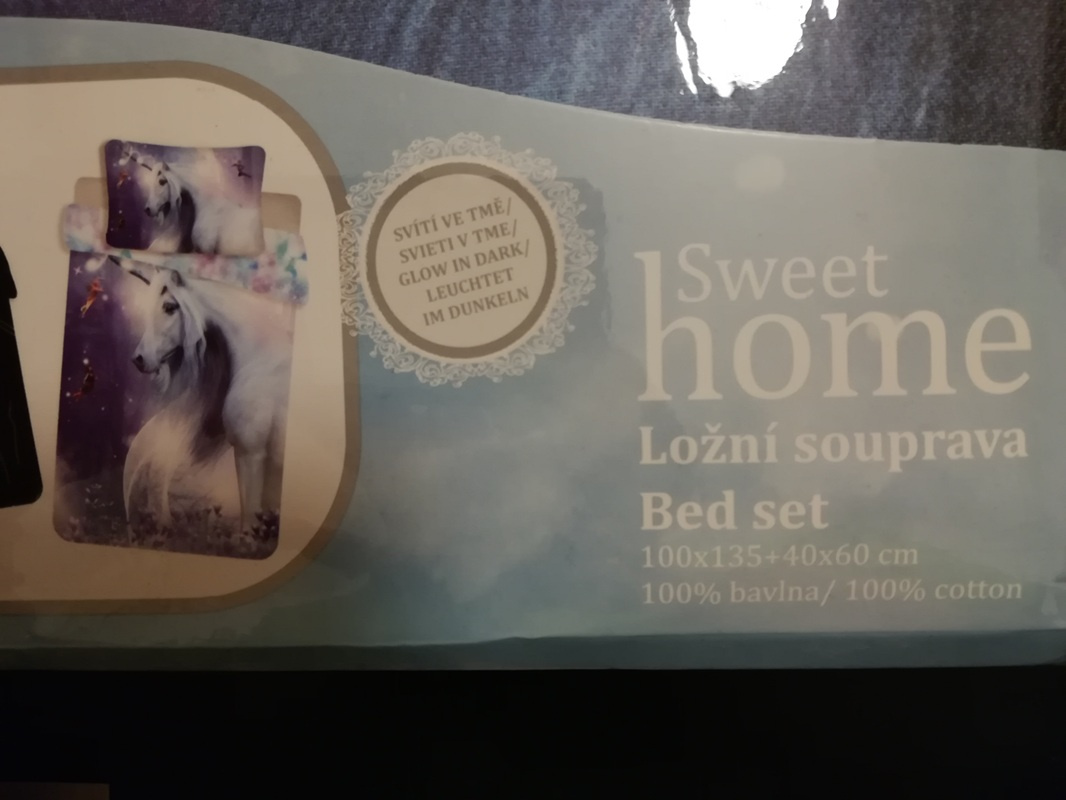 SVÍTÍ VE TMĚ/
SVIETI V TME/
GLOW IN DARK/
LEUCHTET
IM DUNKELN
Sweet
home
Ložní souprava
Bed set
100x135+40x60 cm
100% bavlna/ 100% cotton